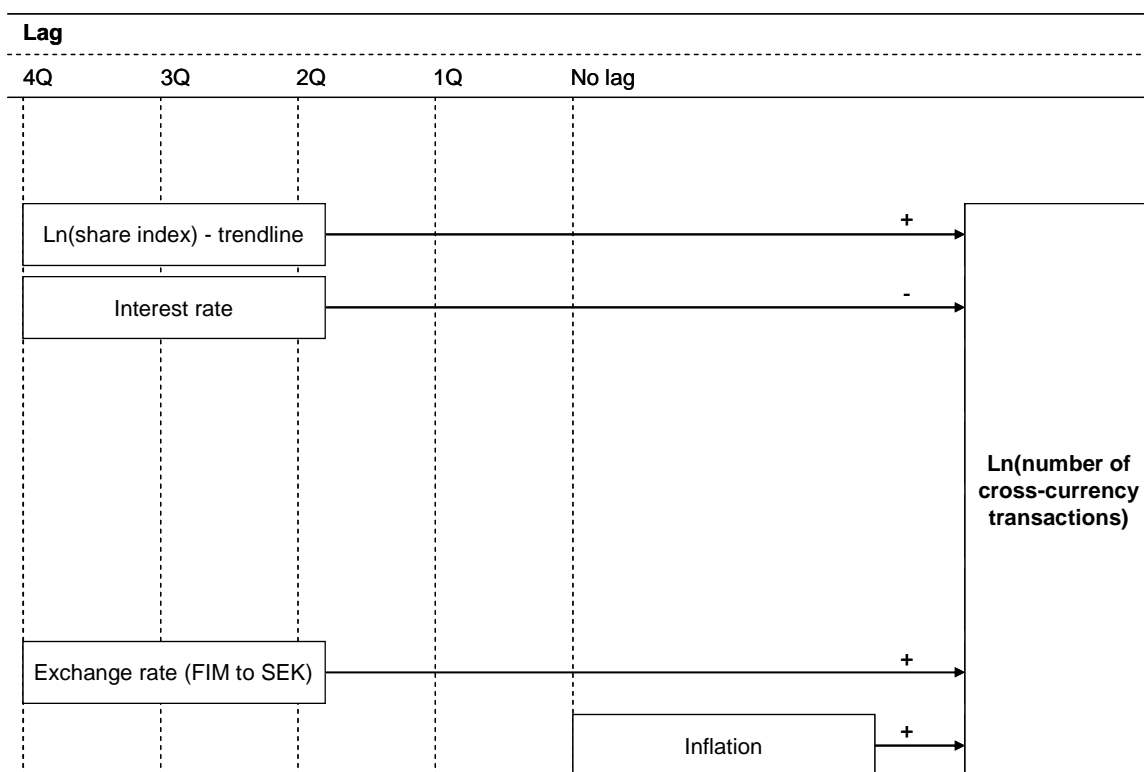 Lag
4Q 3Q 2Q 1Q No lag
Ln(share index) - trendline
+
Interest rate
-
Ln(number of
cross-currency
transactions)
Exchange rate (FIM to SEK)
+
Inflation
+